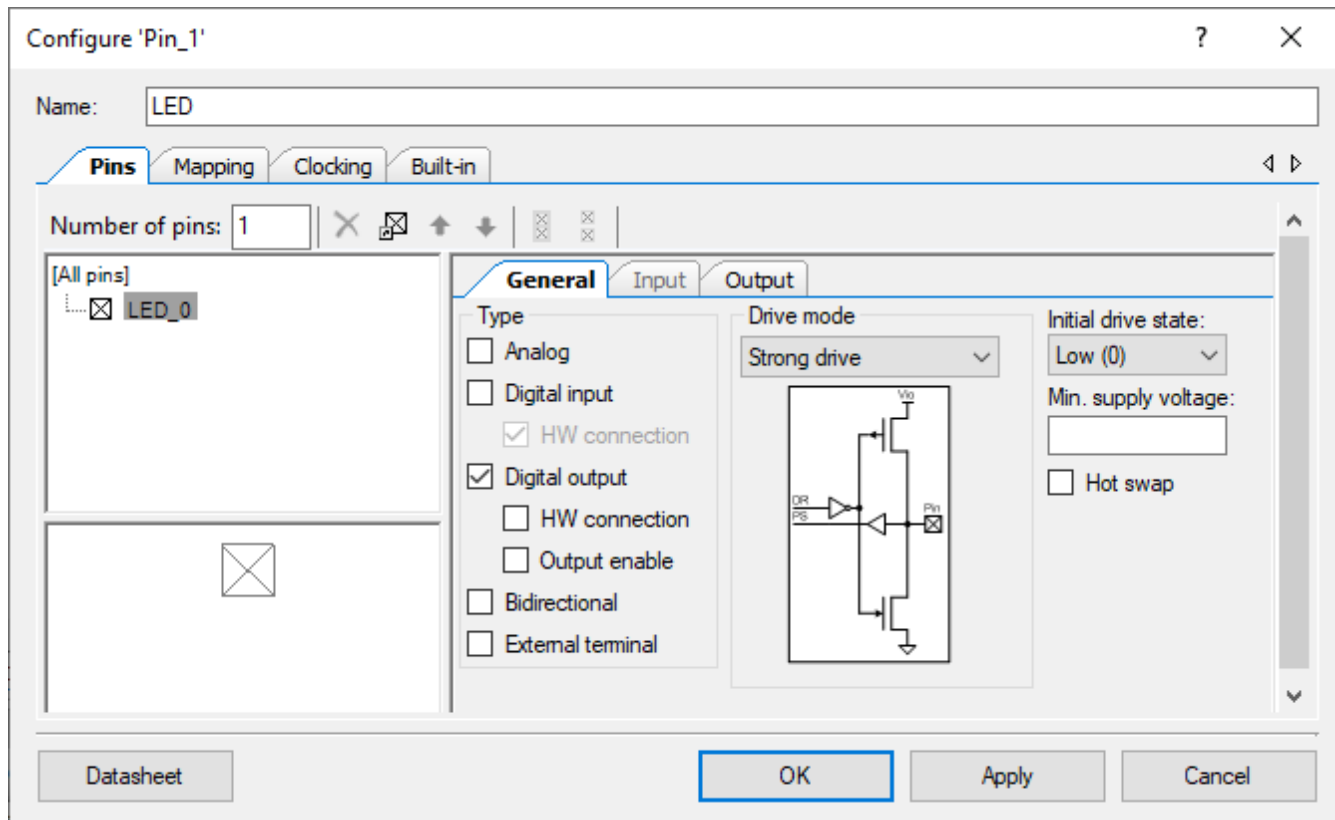 Configure 'Pin_1'
?
Name:
LED
Pins
Mapping
Clocking
Built-in
Number of pins:
1
[All pins]
LED_0
General
Input
Output
Type
Analog
Digital input
HW connection
Digital output
HW connection
Output enable
Bidirectional
External terminal
Drive mode
Strong drive
Vio
DR
PS
Pin
Initial drive state:
Low (0)
Min. supply voltage:
Hot swap
Datasheet
OK
Apply
Cancel